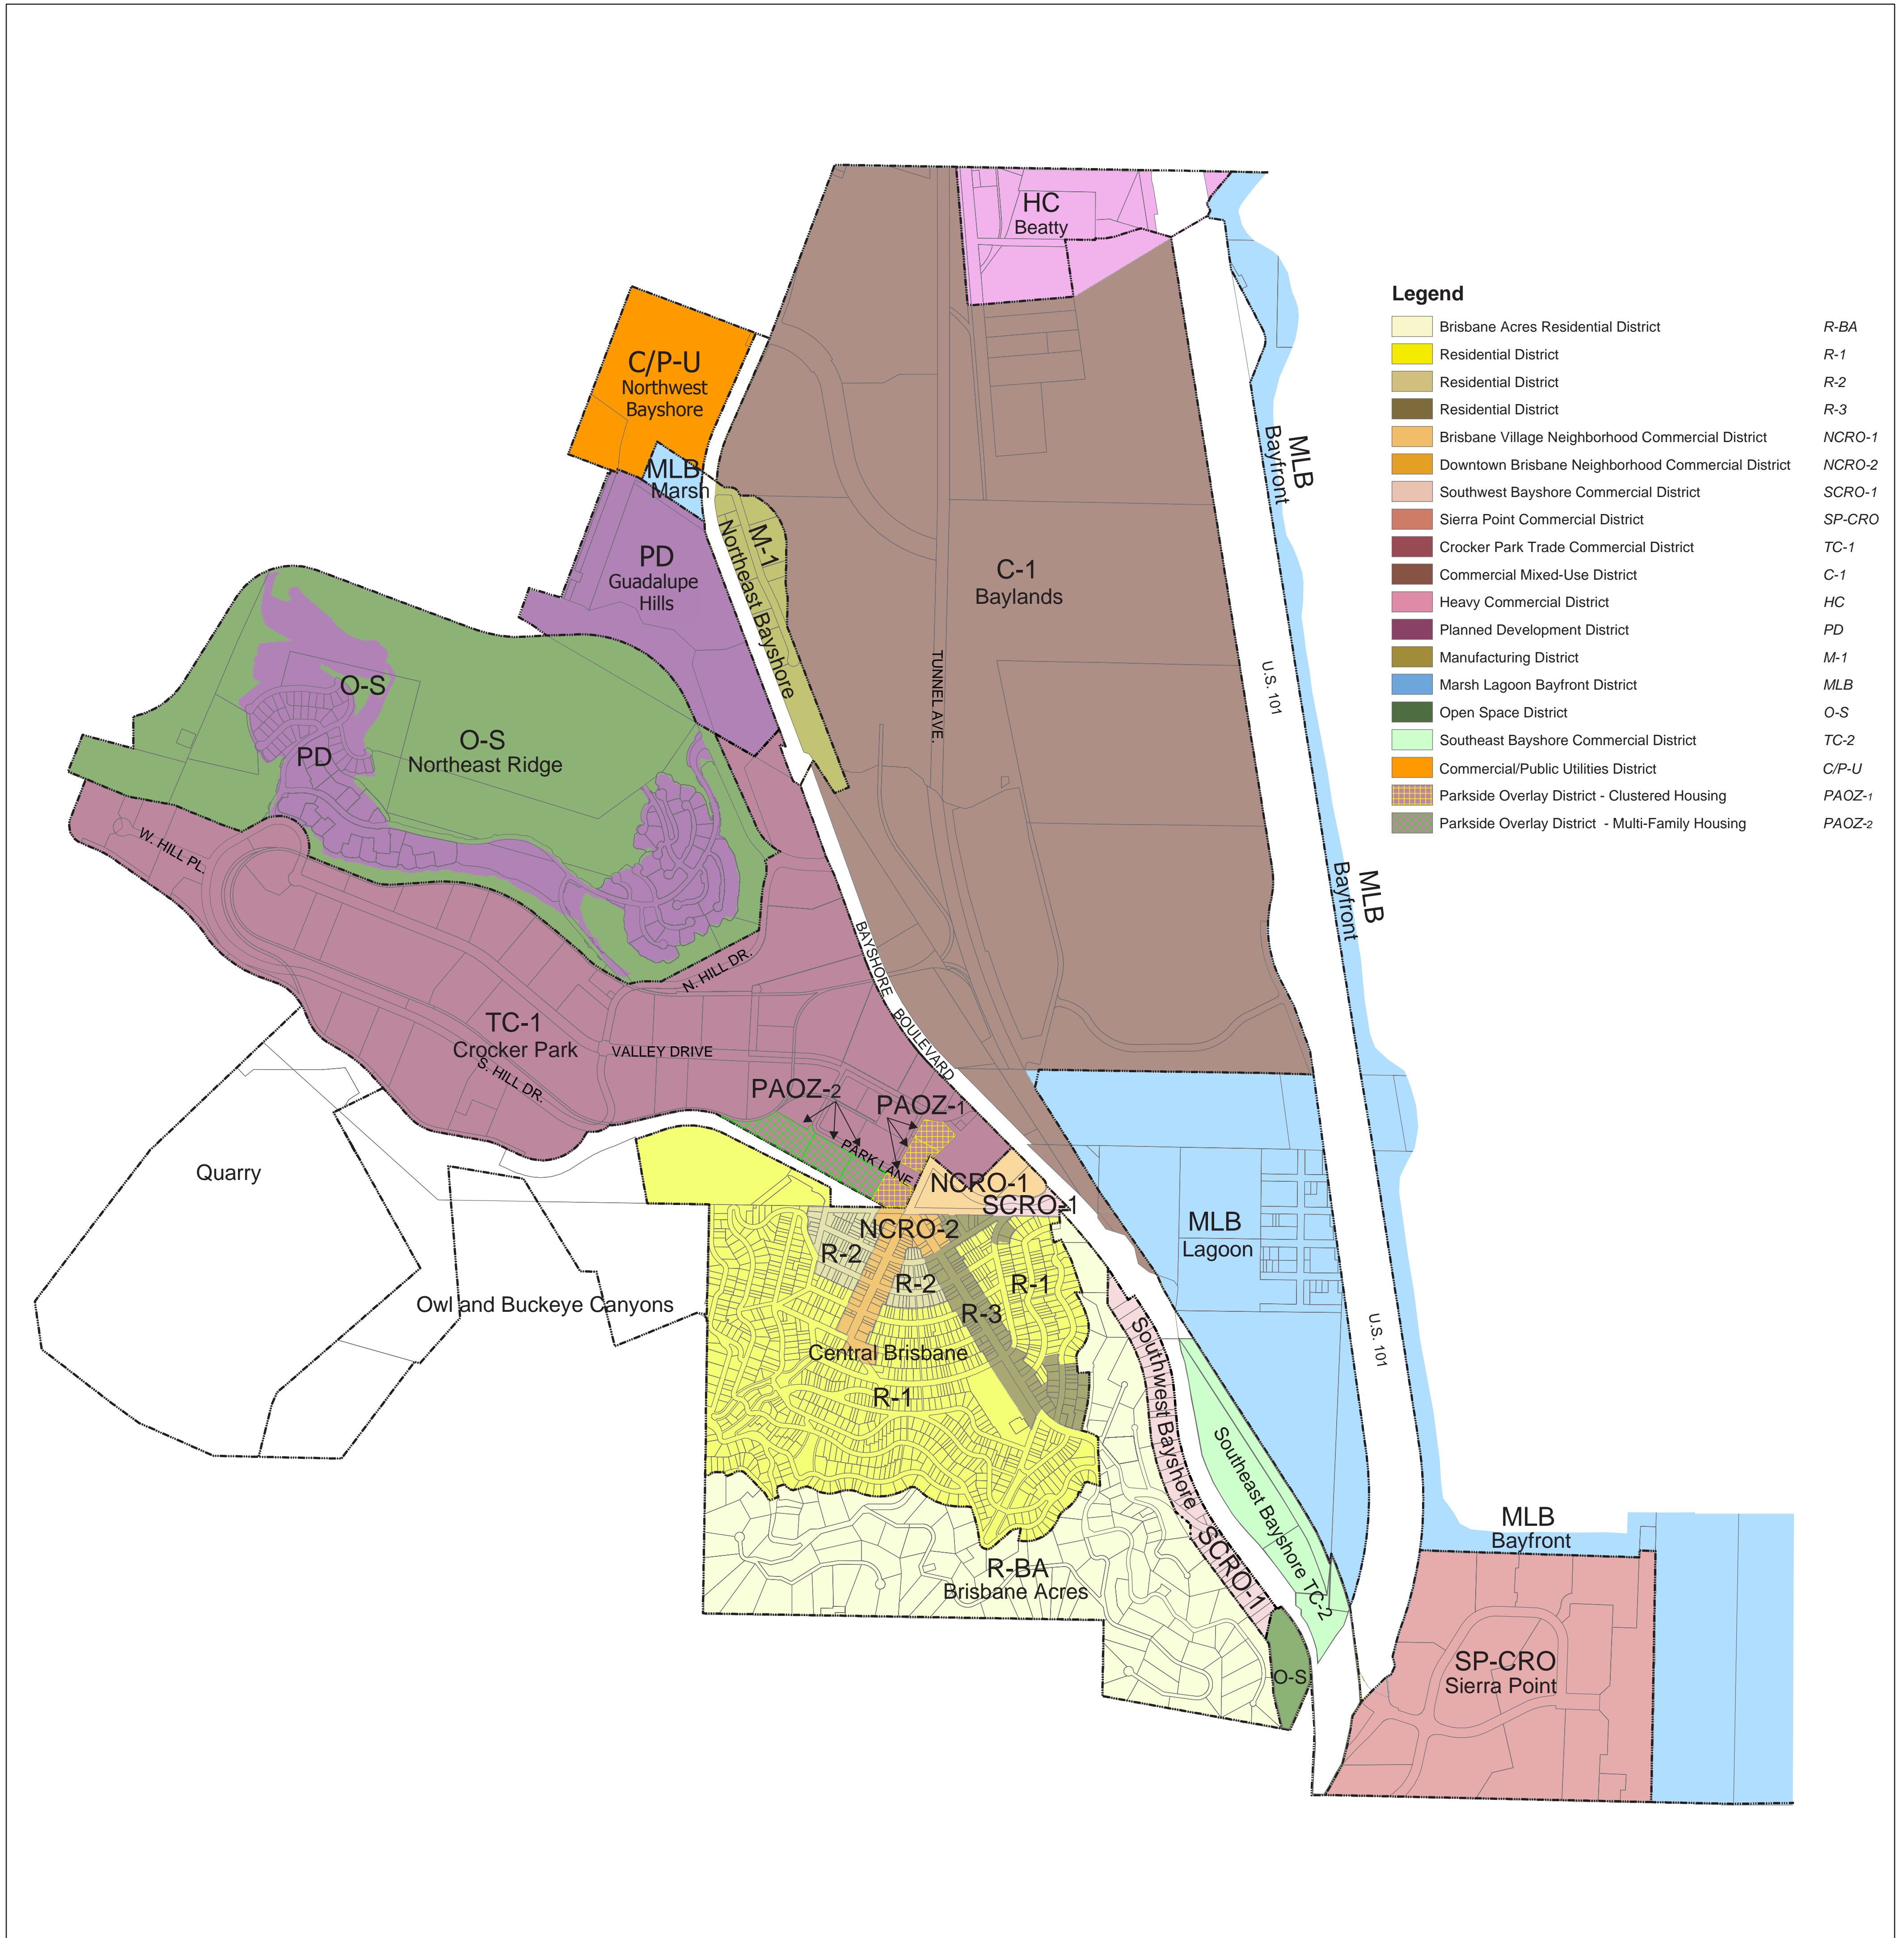 HC
Beatty
Legend
Brisbane Acres Residential District R-BA
Residential District R-1
Residential District R-2
Residential District R-3
Brisbane Village Neighborhood Commercial District NCRO-1
Downtown Brisbane Neighborhood Commercial District NCRO-2
Southwest Bayshore Commercial District SCRO-1
Sierra Point Commercial District SP-CRO
Crocker Park Trade Commercial District TC-1
Commercial Mixed-Use District C-1
Heavy Commercial District HC
Planned Development District PD
Manufacturing District M-1
Marsh Lagoon Bayfront District MLB
Open Space District O-S
Southeast Bayshore Commercial District TC-2
Commercial/Public Utilities District C/P-U
Parkside Overlay District - Clustered Housing PAOZ-1
Parkside Overlay District - Multi-Family Housing PAOZ-2
C/P-U
Northwest
Bayshore
MLB
Bayfront
MLB
Marsh
M-1
Northeast Bayshore
PD
Guadalupe
Hills
C-1
Baylands
TUNNEL AVE.
U.S. 101
O-S
PD
O-S
Northeast Ridge
W. HILL PL.
MLB
Bayfront
N. HILL DR.
BAYSHORE BOULEVARD
TC-1
Crocker Park
VALLEY DRIVE
S. HILL DR.
PAOZ-2
PAOZ-1
PARK LANE
Quarry
NCRO-1
SCRO-1
NCRO-2
MLB
Lagoon
R-2
R-2
R-1
R-3
Owl and Buckeye Canyons
Central Brisbane
R-1
U.S. 101
Southwest Bayshore
SCRO-1
Southeast Bayshore TC-2
MLB
Bayfront
R-BA
Brisbane Acres
O-S
SP-CRO
Sierra Point